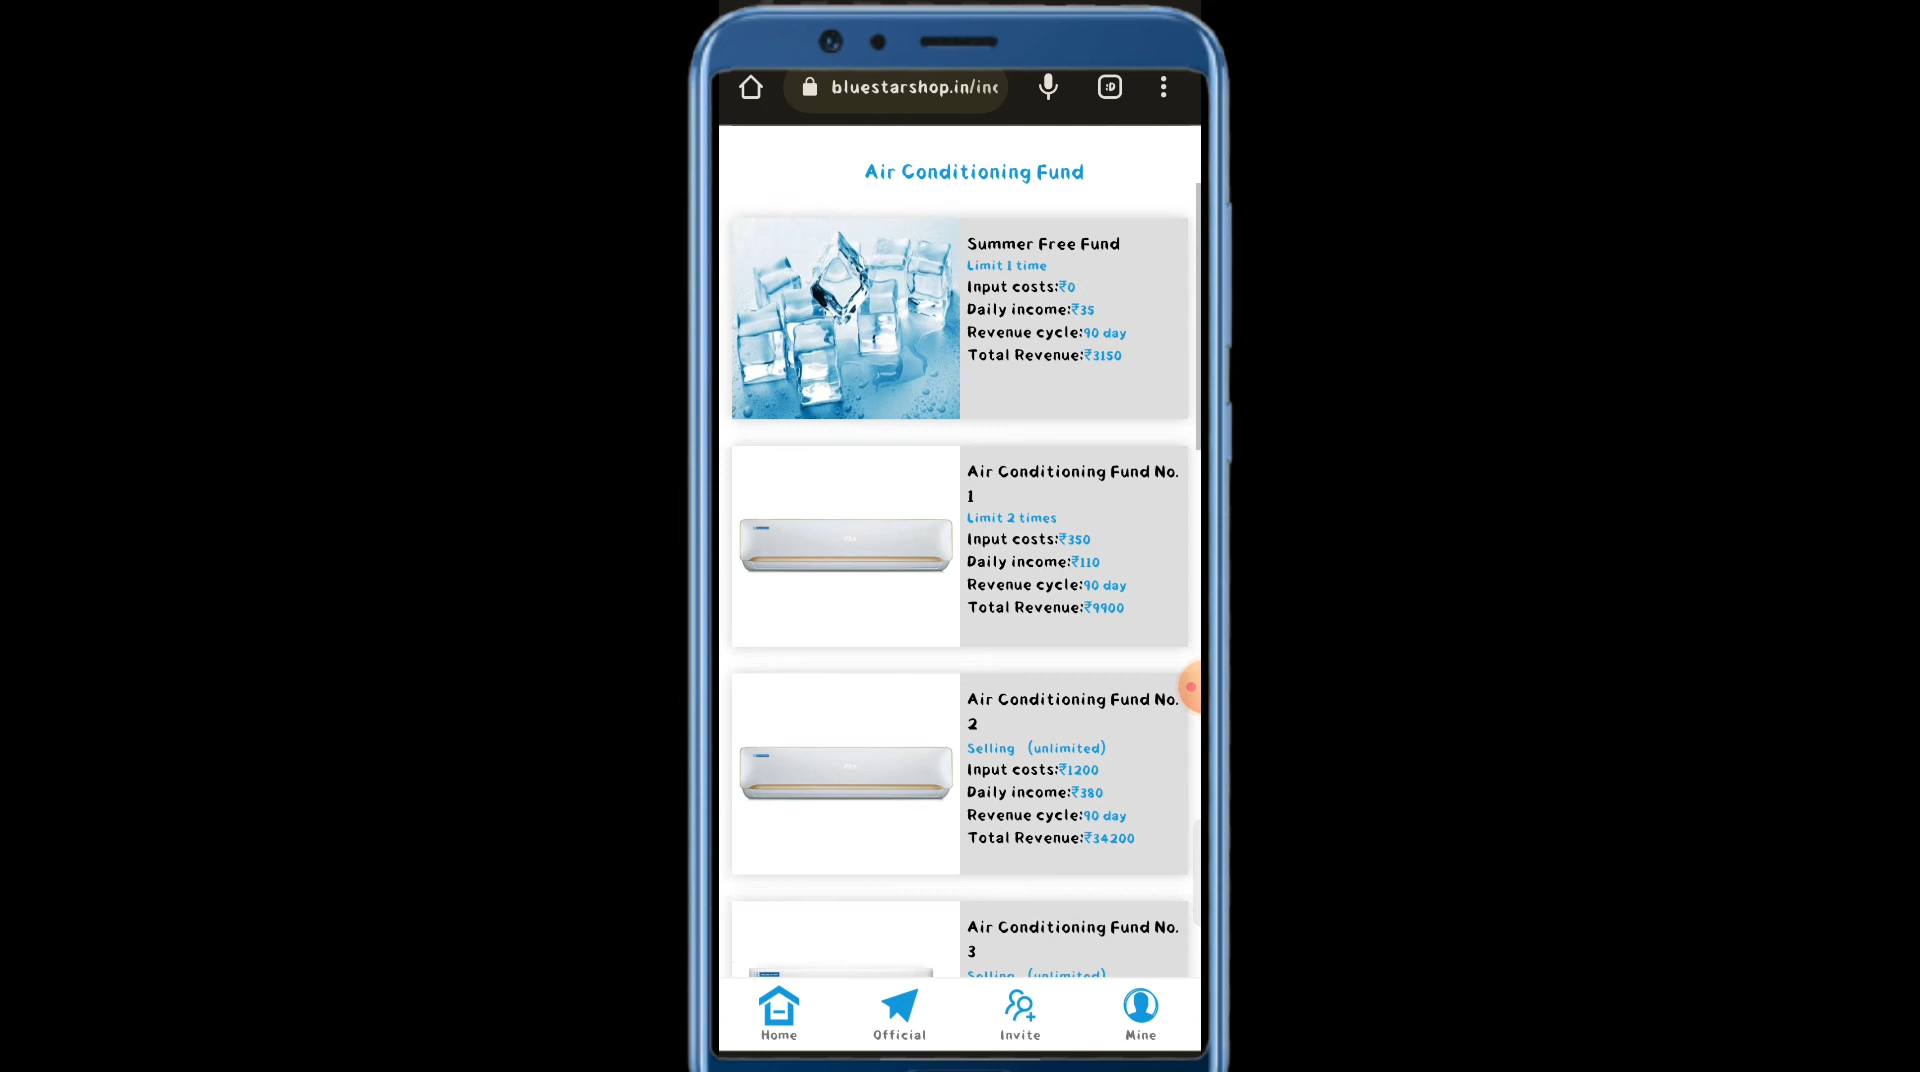 bluestarshop.in/inc
:D
Air Conditioning Fund
Summer Free Fund
Limit 1 time
Input costs:₹0
Daily income:₹35
Revenue cycle:90 day
Total Revenue:₹3150
Air Conditioning Fund No.
1
Limit 2 times
Input costs:₹350
Daily income:₹110
Revenue cycle:90 day
Total Revenue:₹9900
Air Conditioning Fund No.
2
Selling (unlimited)
Input costs:₹1200
Daily income:₹380
Revenue cycle:90 day
Total Revenue:₹34200
Air Conditioning Fund No.
3
Selling (unlimited)
Home
Official
Invite
Mine